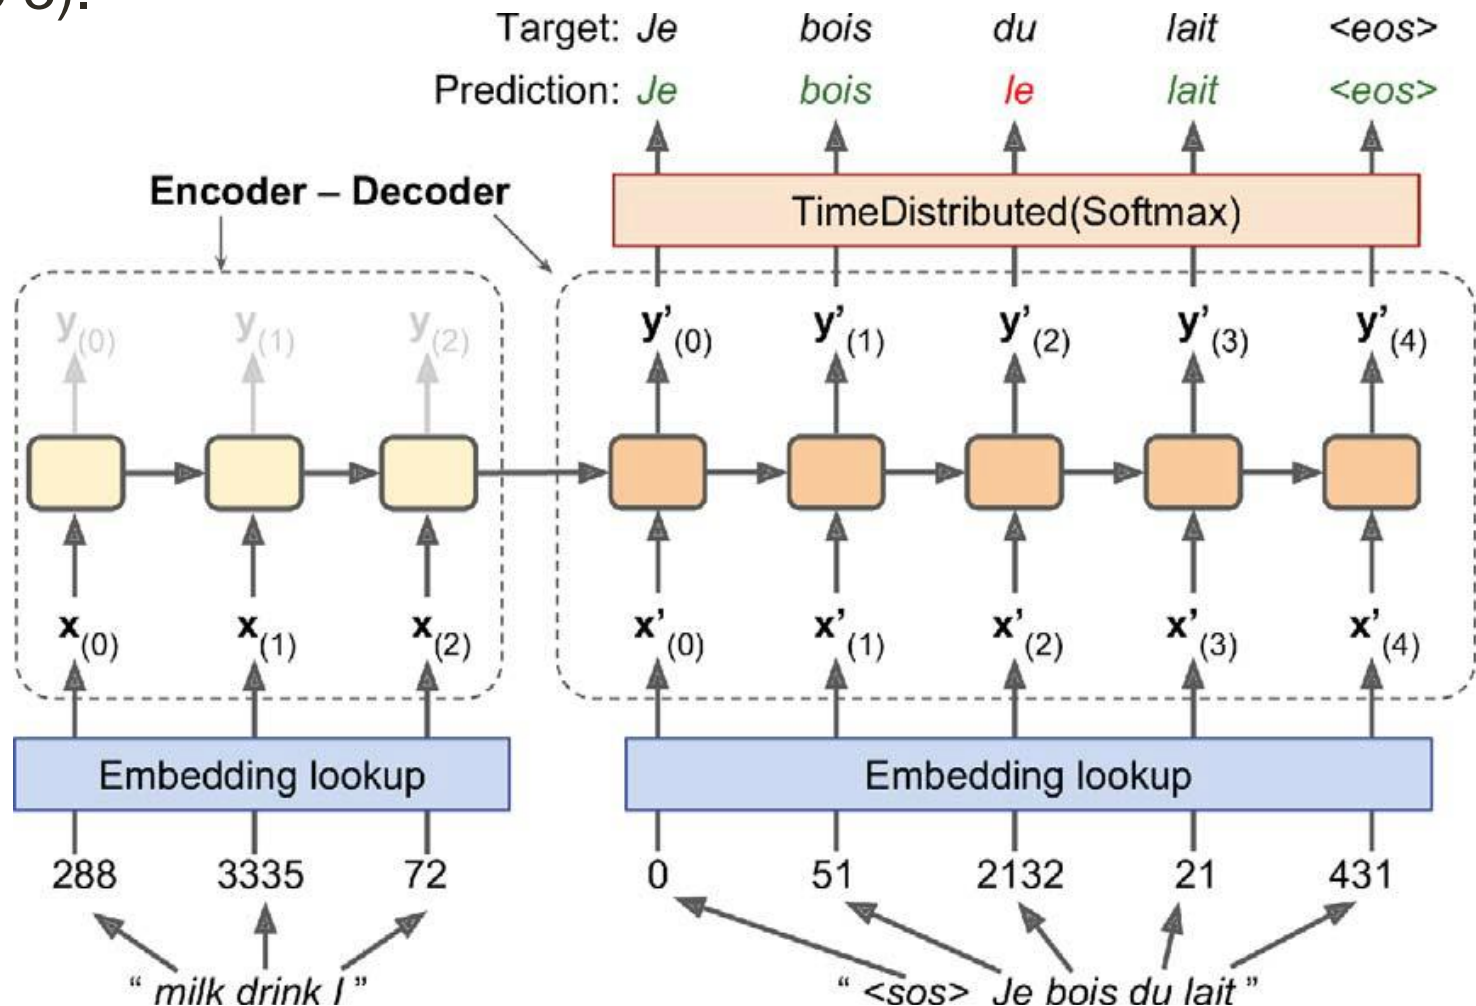 Target: Je bois du lait <eos>
Prediction: Je bois le lait <eos>
Encoder – Decoder
TimeDistributed(Softmax)
y(0) y(1) y(2) y’(0) y’(1) y’(2) y’(3) y’(4)
x(0) x(1) x(2) x’(0) x’(1) x’(2) x’(3) x’(4)
Embedding lookup Embedding lookup
288 3335 72 0 51 2132 21 431
“ milk drink I ” “ <sos> Je bois du lait ”